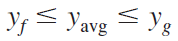 y_f ≤ y_avg ≤ y_g